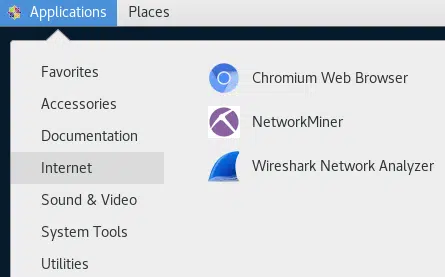 Applications Places
Favorites
Chromium Web Browser
Accessories
NetworkMiner
Documentation
Internet
Wireshark Network Analyzer
Sound & Video
System Tools
Utilities